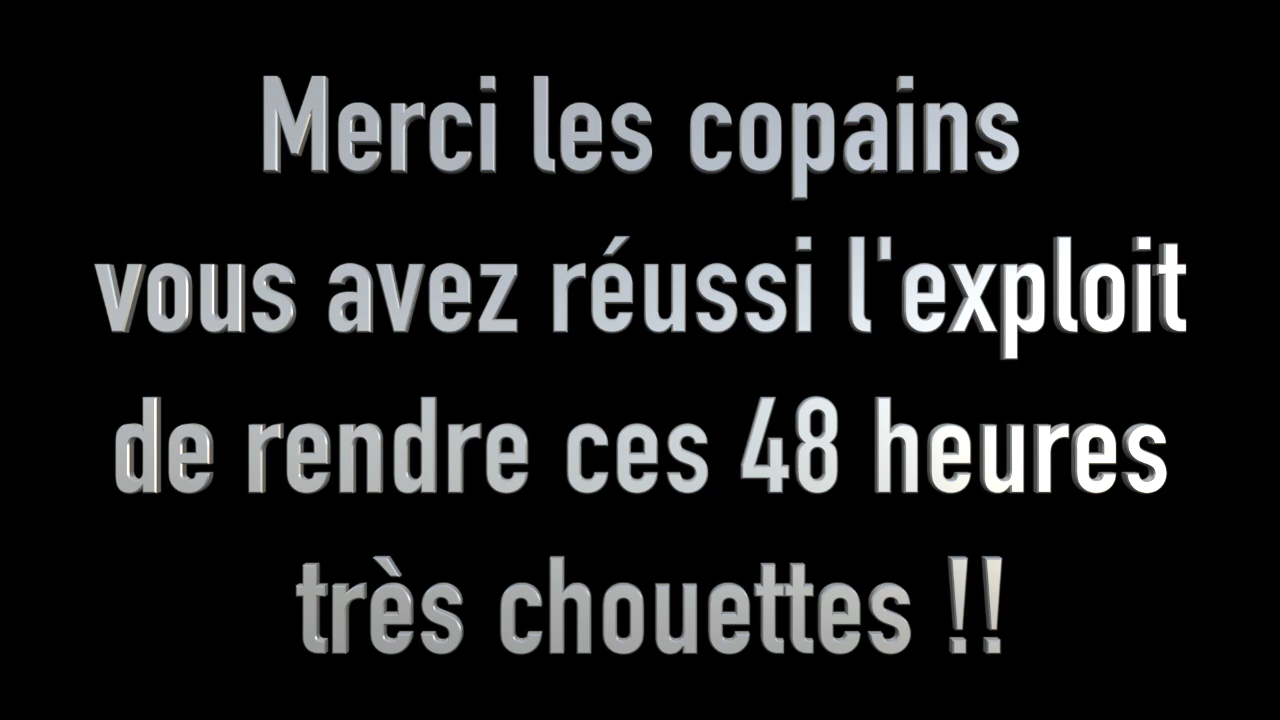 Merci les copains
vous avez réussi l'exploit
de rendre ces 48 heures
très chouettes !!